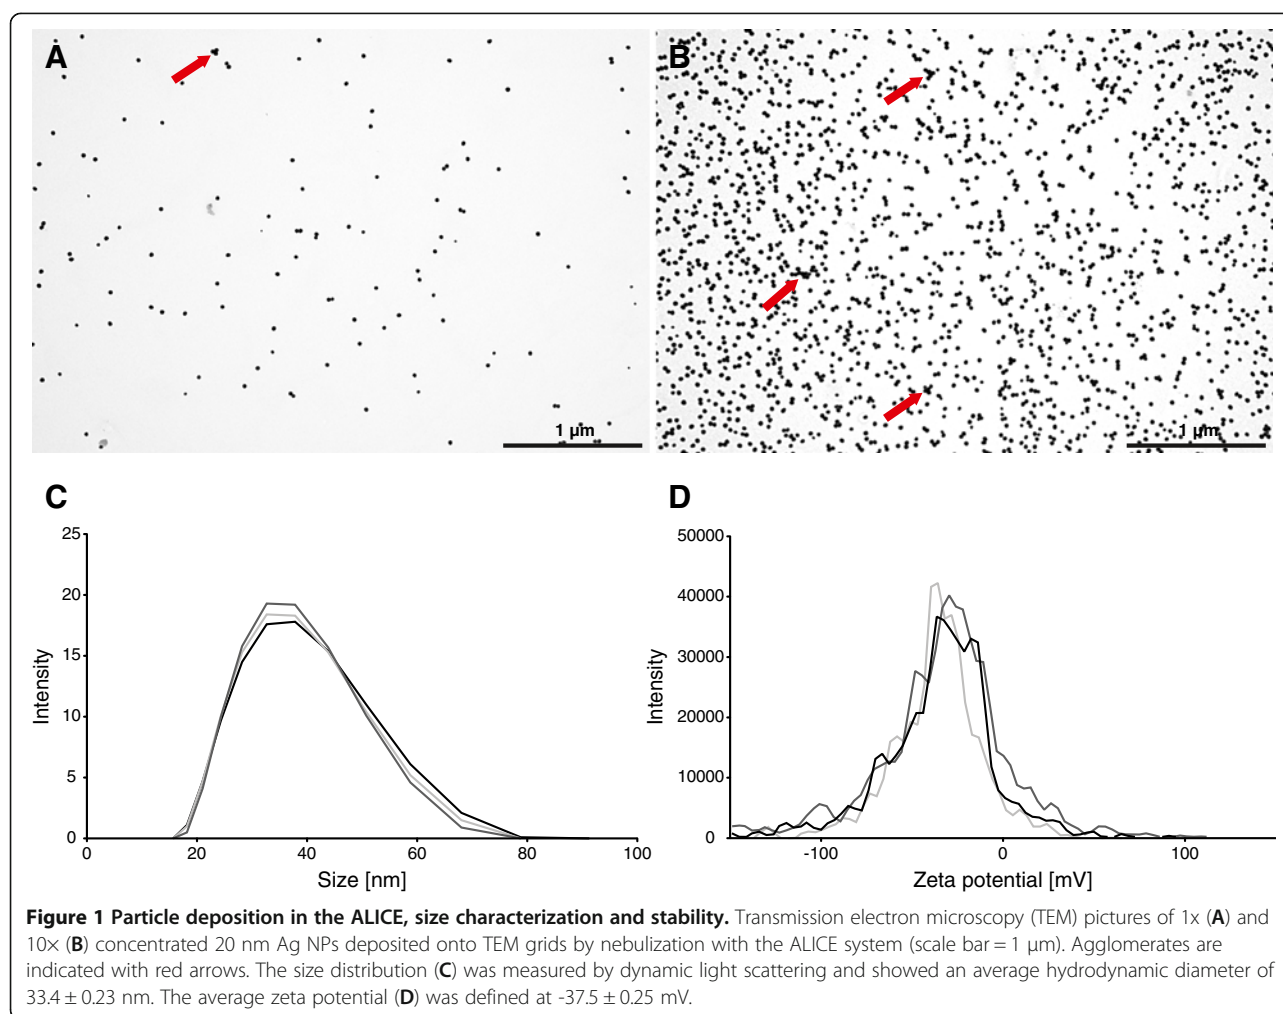 A
B
1 µm
1 µm
C
D
25
20
15
10
5
0
Intensity
0 20 40 60 80 100
Size [nm]
50000
40000
30000
20000
10000
0
Intensity
-100 0 100
Zeta potential [mV]
Figure 1 Particle deposition in the ALICE, size characterization and stability. Transmission electron microscopy (TEM) pictures of 1x (A) and
10× (B) concentrated 20 nm Ag NPs deposited onto TEM grids by nebulization with the ALICE system (scale bar = 1 µm). Agglomerates are
indicated with red arrows. The size distribution (C) was measured by dynamic light scattering and showed an average hydrodynamic diameter of
33.4 ± 0.23 nm. The average zeta potential (D) was defined at -37.5 ± 0.25 mV.